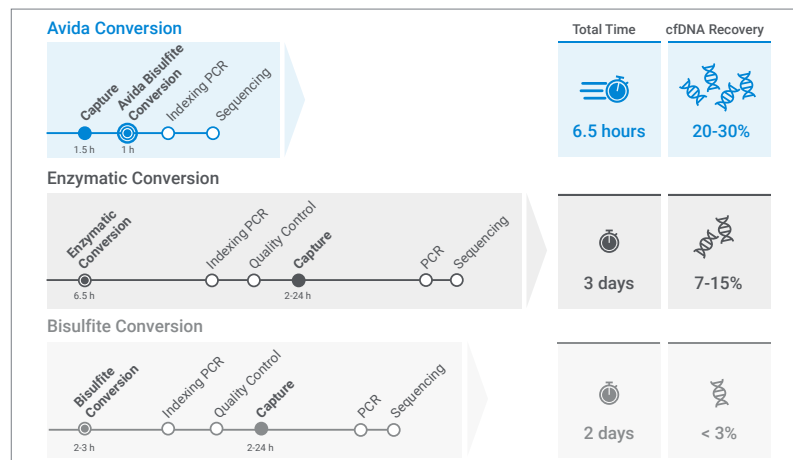 Avida Conversion
Total Time
cfDNA Recovery
Capture
Avida Bisulfite
Conversion
Indexing PCR
Sequencing
1.5 h
1 h
6.5 hours
20-30%
Enzymatic Conversion
Enzymatic
Conversion
Indexing PCR
Quality Control
Capture
PCR
Sequencing
6.5 h
2-24 h
3 days
7-15%
Bisulfite Conversion
Bisulfite
Conversion
Indexing PCR
Quality Control
Capture
PCR
Sequencing
2-3 h
2-24 h
2 days
< 3%